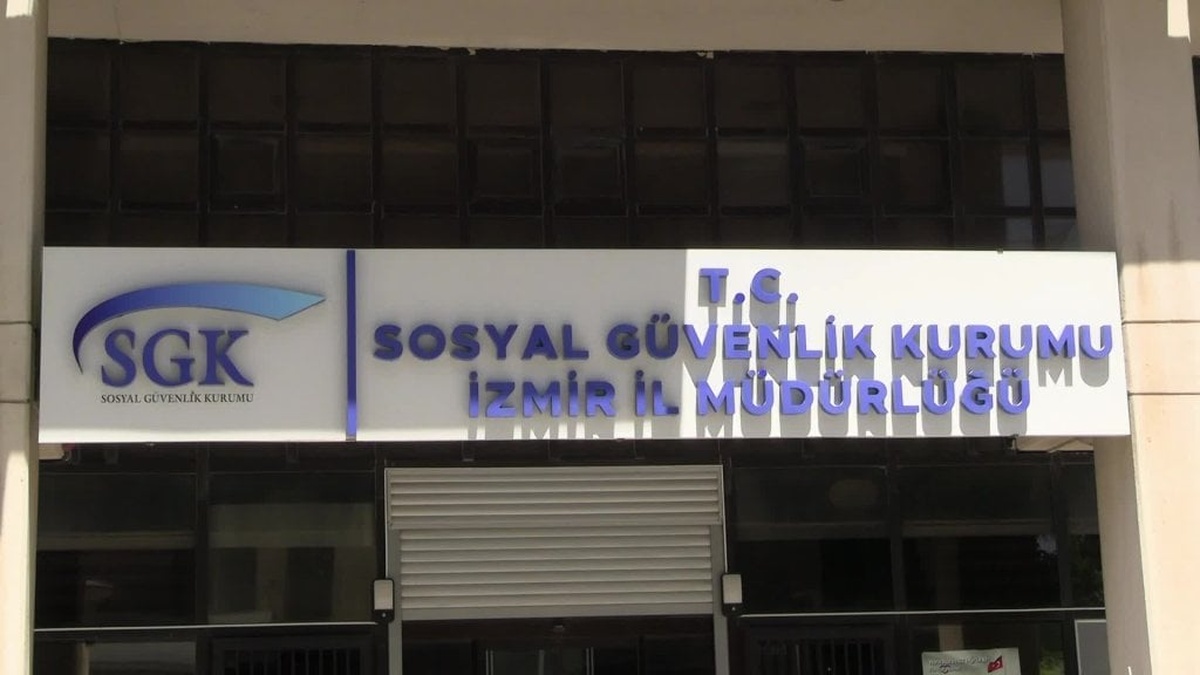 SGK
SOSYAL GÜVENLİK KURUMU
T.C.
SOSYAL GÜVENLİK KURUMU
İZMİR İL MÜDÜRLÜĞÜ